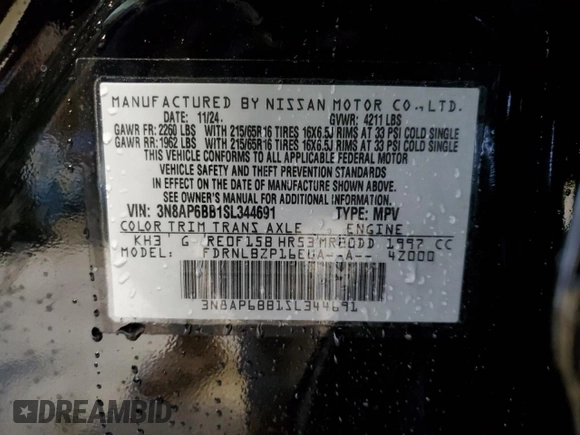 MANUFACTURED BY NISSAN MOTOR CO.,LTD.
DATE: 11/24 GVWR: 4211 LBS
GAWR FR: 2260 LBS WITH 215/65R16 TIRES 16X6.5J RIMS AT 33 PSI COLD SINGLE
GAWR RR: 1962 LBS WITH 215/65R16 TIRES 16X6.5J RIMS AT 33 PSI COLD SINGLE
THIS VEHICLE CONFORMS TO ALL APPLICABLE FEDERAL MOTOR
VEHICLE SAFETY AND THEFT PREVENTION STANDARDS
IN EFFECT ON THE DATE OF MANUFACTURE SHOWN ABOVE.
SEE OWNER'S MANUAL FOR ADDITIONAL INFORMATION.
VIN: 3N8AP6BB1SL344691 TYPE: MPV
COLOR TRIM TRANS AXLE ENGINE
KH3 G RE0F15B HR53 MR20DD 1997 CC
MODEL: 42000
3N8AP6BB1SL344691
DREAMBID